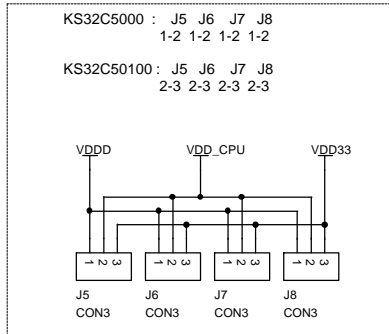 KS32C5000 : J5 J6 J7 J8
1-2 1-2 1-2 1-2
KS32C50100 : J5 J6 J7 J8
2-3 2-3 2-3 2-3
VDDD VDD_CPU VDD33
1 2 3 1 2 3 1 2 3 1 2 3
J5 J6 J7 J8
CON3 CON3 CON3 CON3